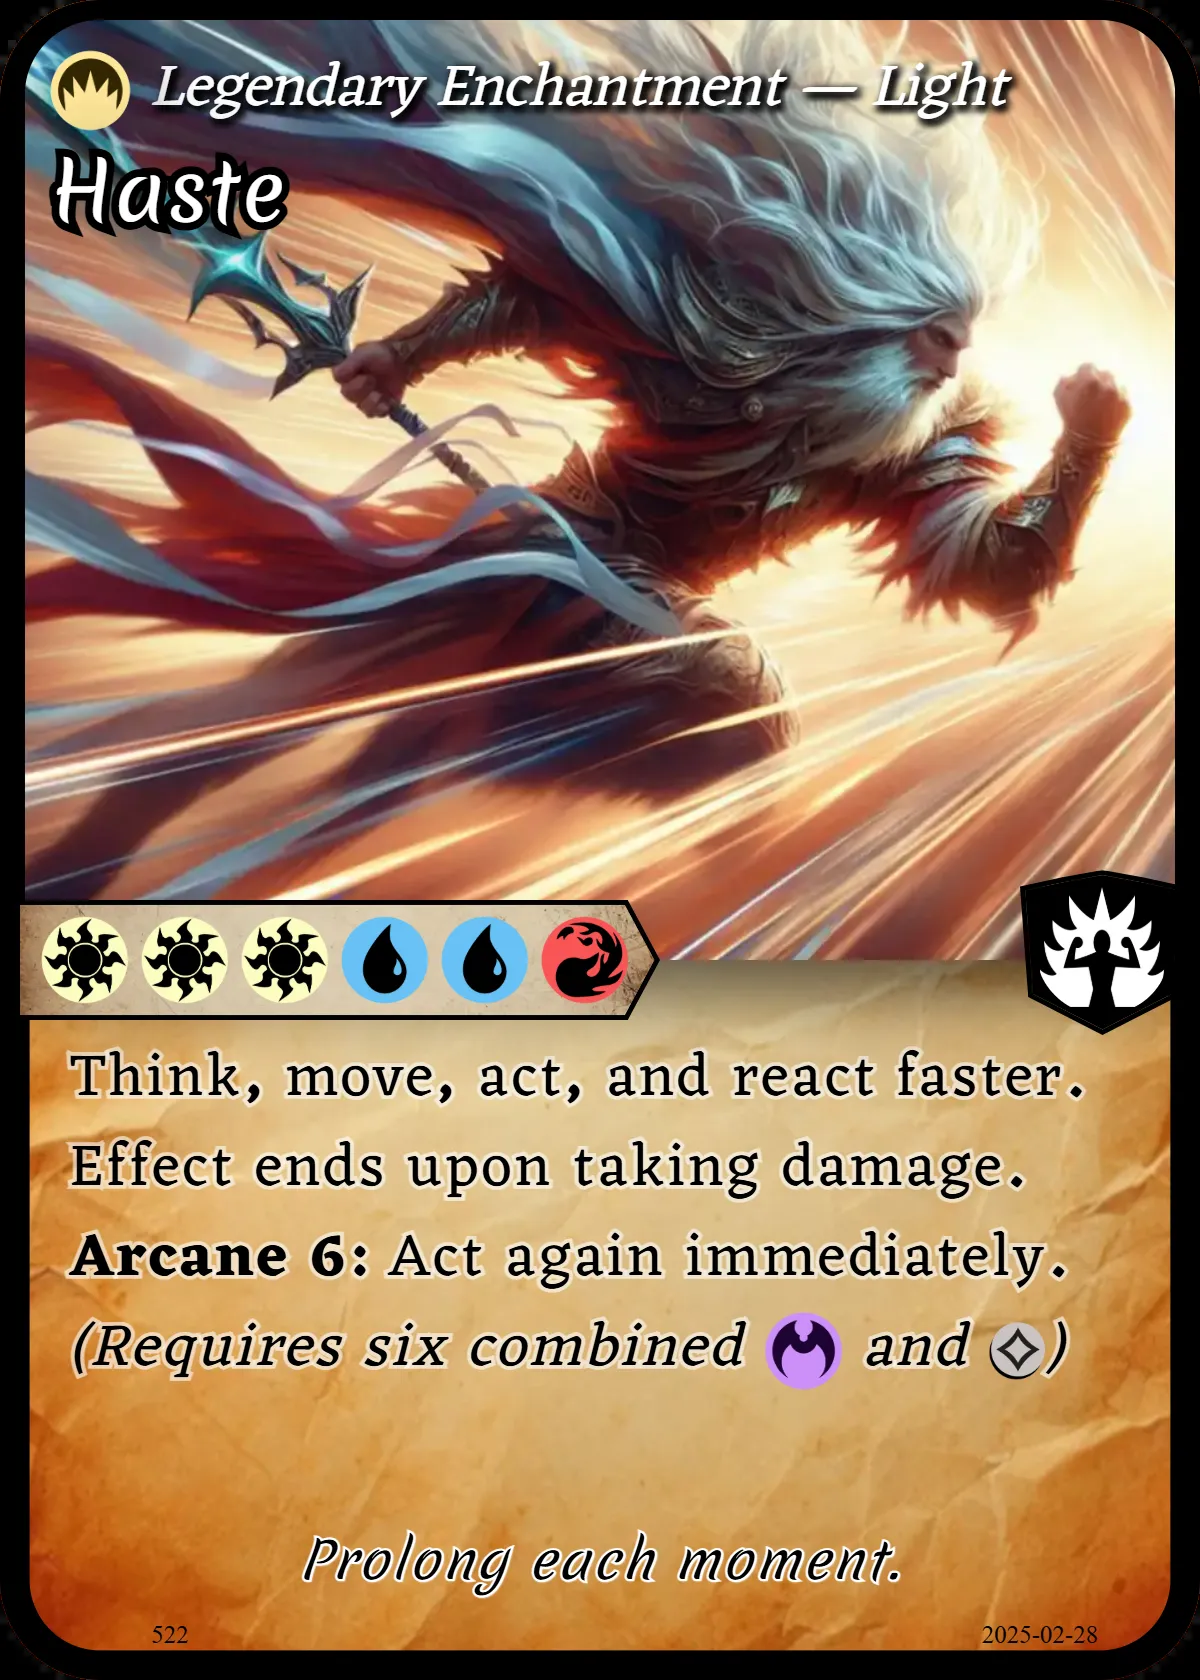 Legendary Enchantment — Light
Haste
Think, move, act, and react faster.
Effect ends upon taking damage.
Arcane 6: Act again immediately.
(Requires six combined and )
Prolong each moment.
522
2025-02-28